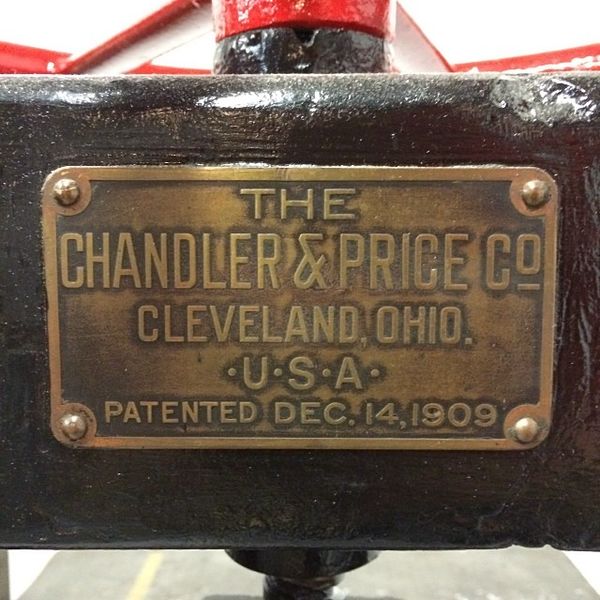 THE
CHANDLER & PRICE CO
CLEVELAND, OHIO.
·U·S·A·
PATENTED DEC. 14, 1909